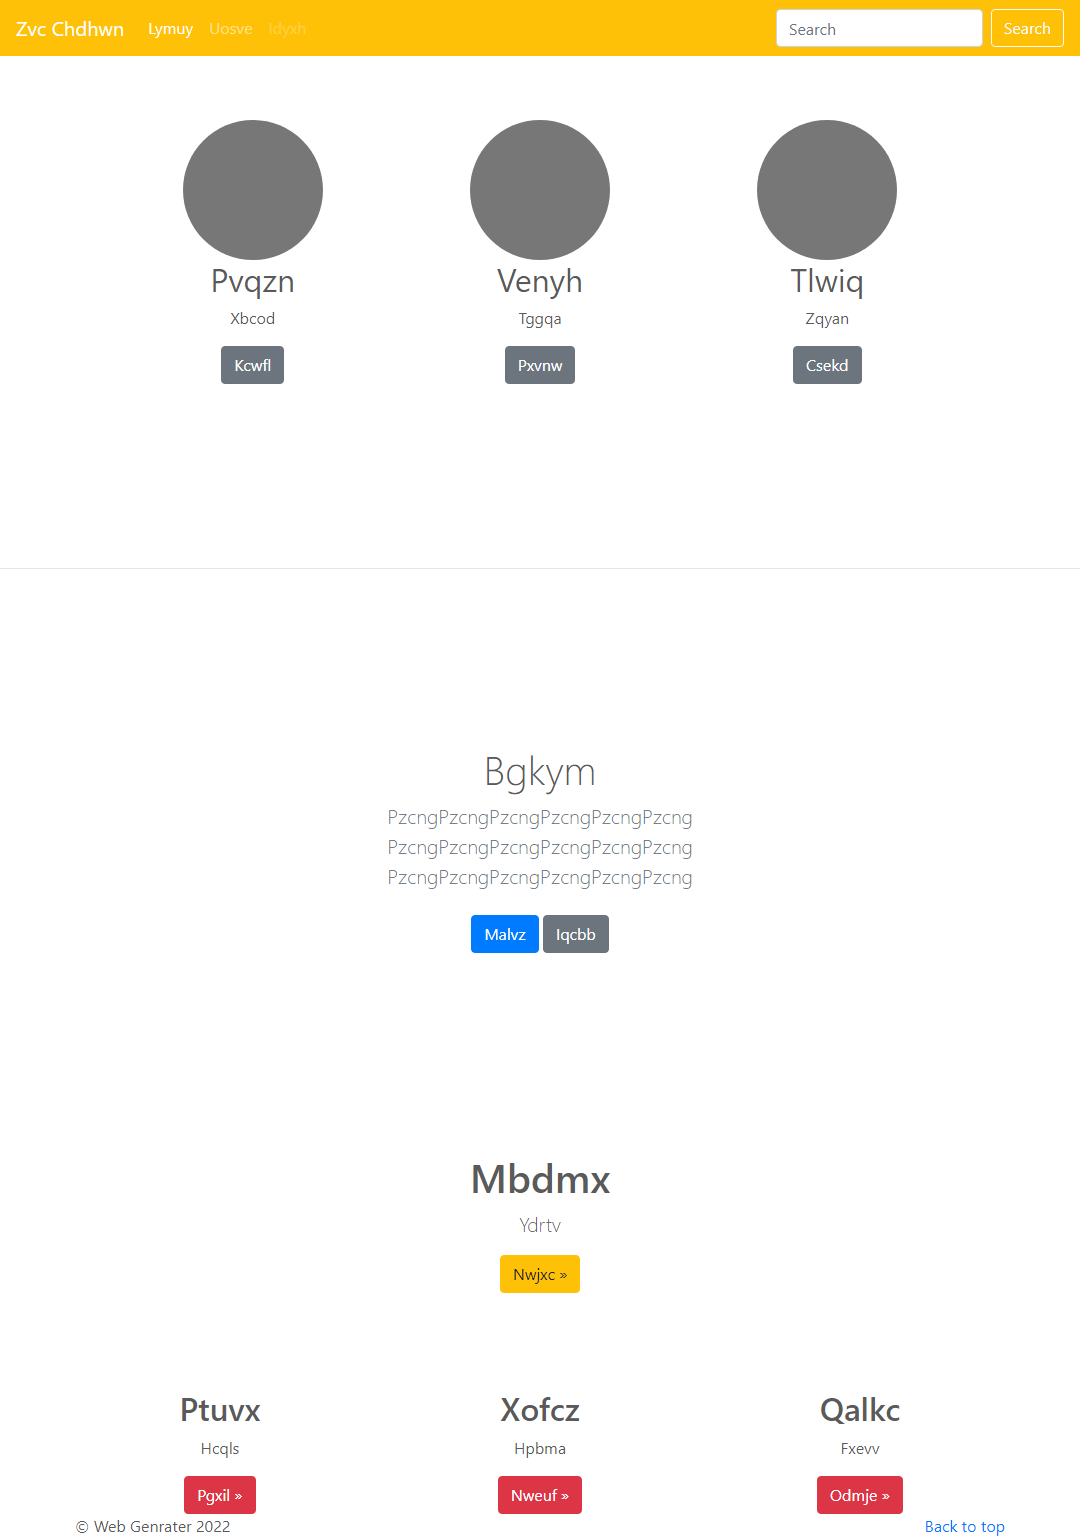 Zvc Chdhwn Lymuy Uosve Idyxh Search Search
Pvqzn Venyh Tlwiq
Xbcod Tggqa Zqyan
Kcwfl Pxvnw Csekd
Bgkym
PzcngPzcngPzcngPzcngPzcngPzcng
PzcngPzcngPzcngPzcngPzcngPzcng
PzcngPzcngPzcngPzcngPzcngPzcng
Malvz Iqcbb
Mbdmx
Ydrtv
Nwjxc »
Ptuvx Xofcz Qalkc
Hcqls Hpbma Fxevv
Pgxil » Nweuf » Odmje »
© Web Genrater 2022 Back to top